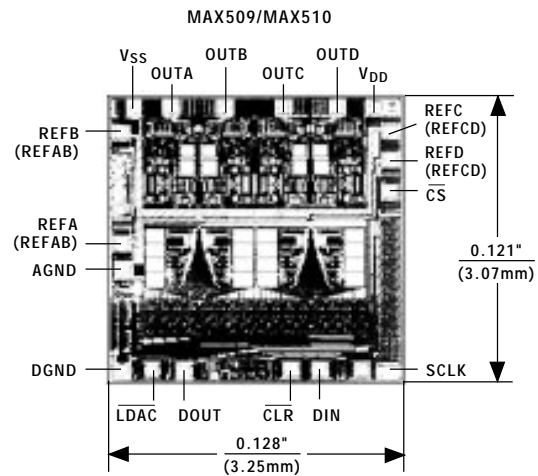 MAX509/MAX510
VSS
OUTA
OUTB
OUTC
OUTD
VDD
REFB
(REFAB)
REFC
(REFCD)
REFD
(REFCD)
CS
REFA
(REFAB)
AGND
0.121"
(3.07mm)
DGND
SCLK
LDAC
DOUT
CLR
DIN
0.128"
(3.25mm)